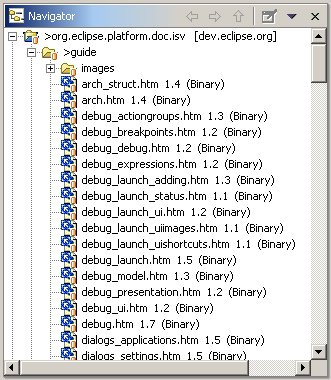 Navigator
>org.eclipse.platform.doc.isv [dev.eclipse.org]
>guide
images
arch_struct.htm 1.4 (Binary)
arch.htm 1.4 (Binary)
debug_actiongroups.htm 1.3 (Binary)
debug_breakpoints.htm 1.2 (Binary)
debug_debug.htm 1.2 (Binary)
debug_expressions.htm 1.2 (Binary)
debug_launch_adding.htm 1.3 (Binary)
debug_launch_status.htm 1.1 (Binary)
debug_launch_ui.htm 1.2 (Binary)
debug_launch_uiimages.htm 1.1 (Binary)
debug_launch_uishortcuts.htm 1.1 (Binary)
debug_launch.htm 1.5 (Binary)
debug_model.htm 1.3 (Binary)
debug_presentation.htm 1.2 (Binary)
debug_ui.htm 1.2 (Binary)
debug.htm 1.7 (Binary)
dialogs_applications.htm 1.5 (Binary)
dialogs_settings.htm 1.5 (Binary)